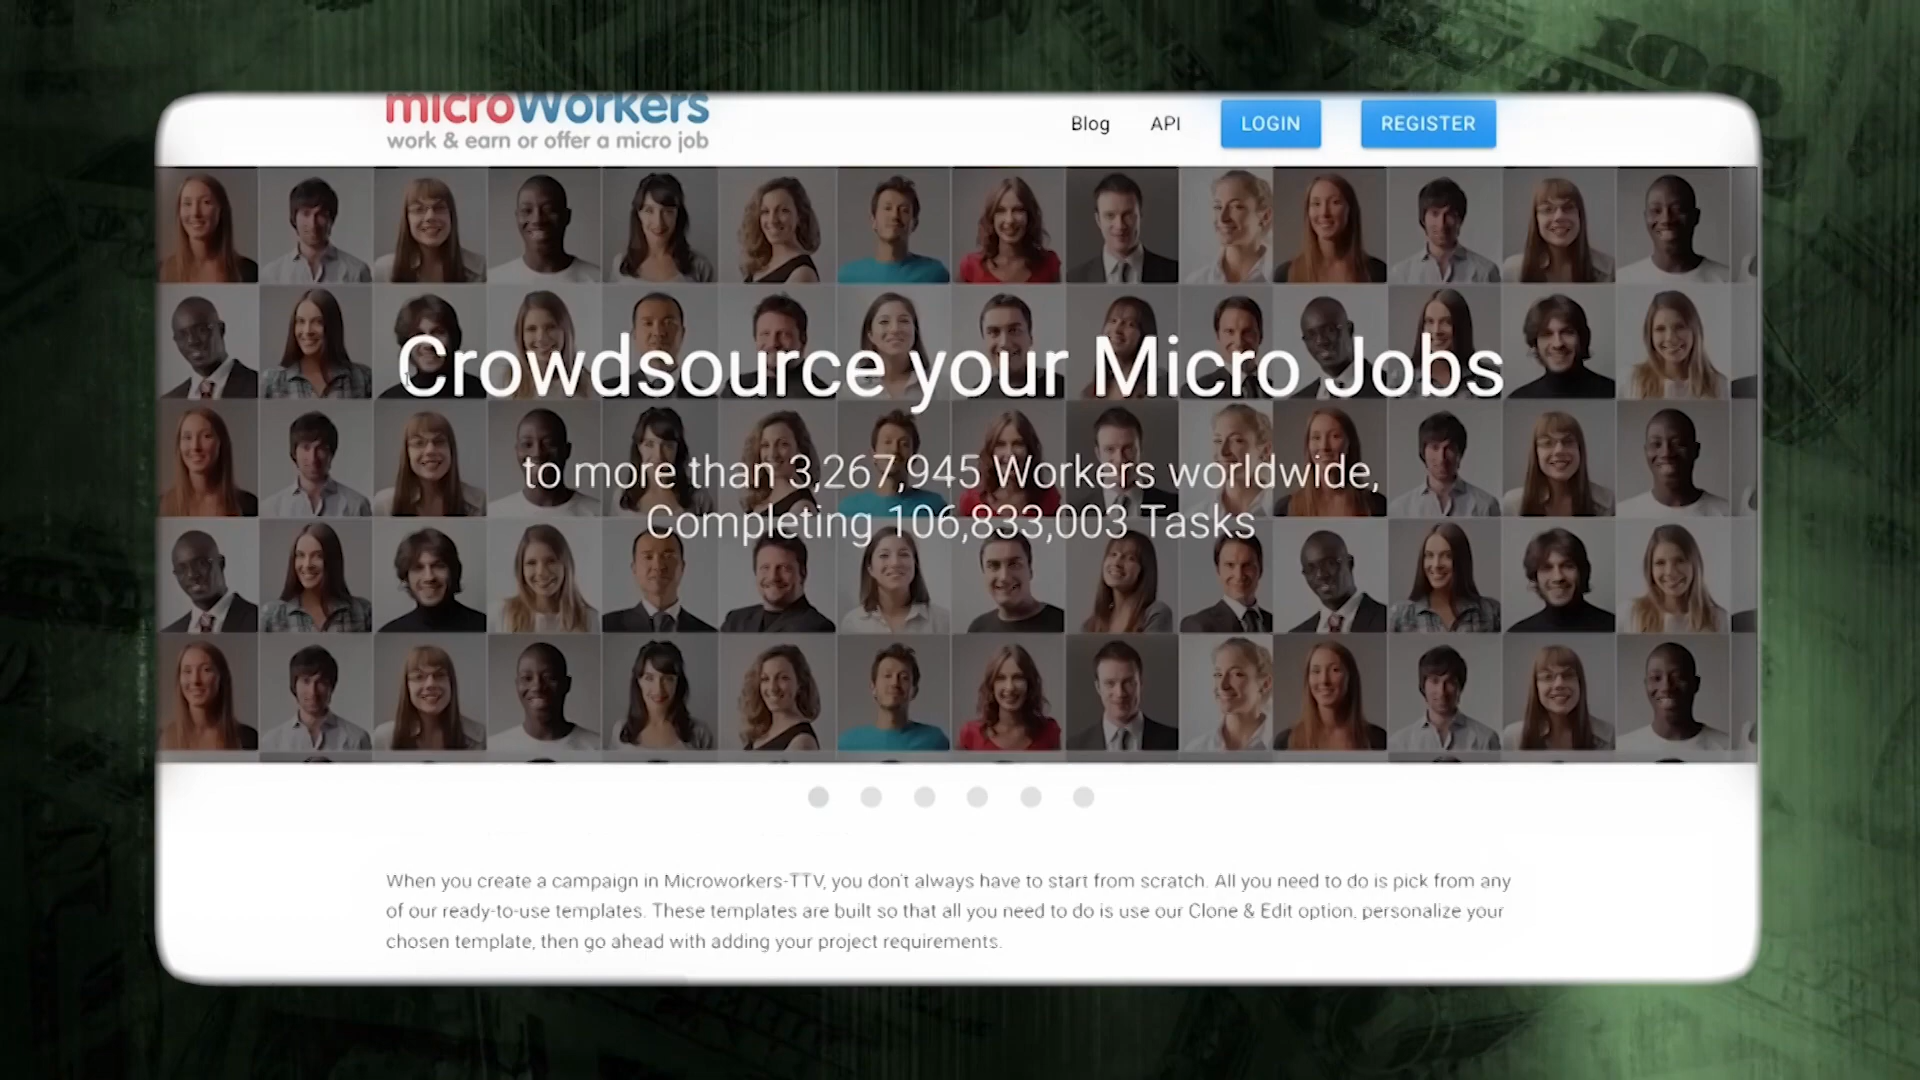 microWorkers
work & earn or offer a micro job
Blog API LOGIN REGISTER
Crowdsource your Micro Jobs
to more than 3,267,945 Workers worldwide,
Completing 106,833,003 Tasks
When you create a campaign in Microworkers-TTV, you don't always have to start from scratch. All you need to do is pick from any
of our ready-to-use templates. These templates are built so that all you need to do is use our Clone & Edit option, personalize your
chosen template, then go ahead with adding your project requirements.
100